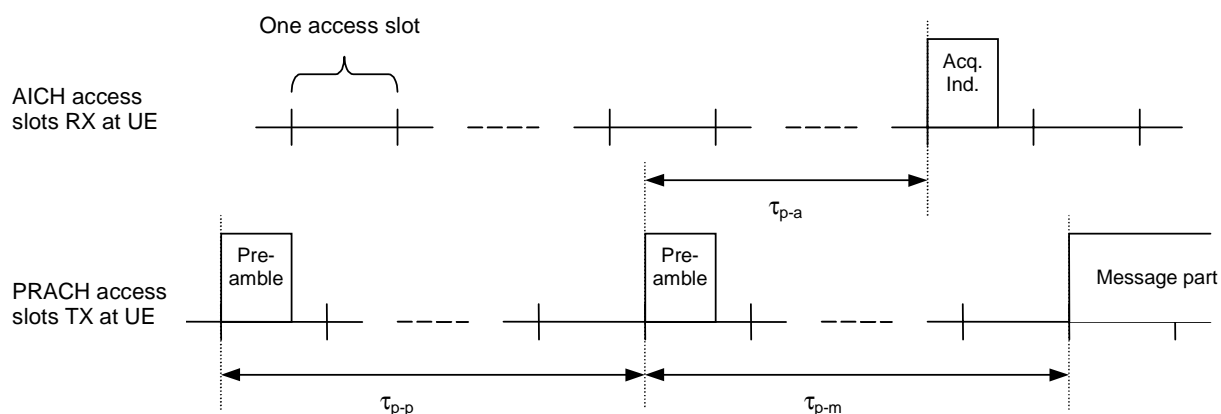 One access slot
Acq.
Ind.
AICH access
slots RX at UE
τp-a
Pre-
amble
Pre-
amble
Message part
PRACH access
slots TX at UE
τp-p
τp-m